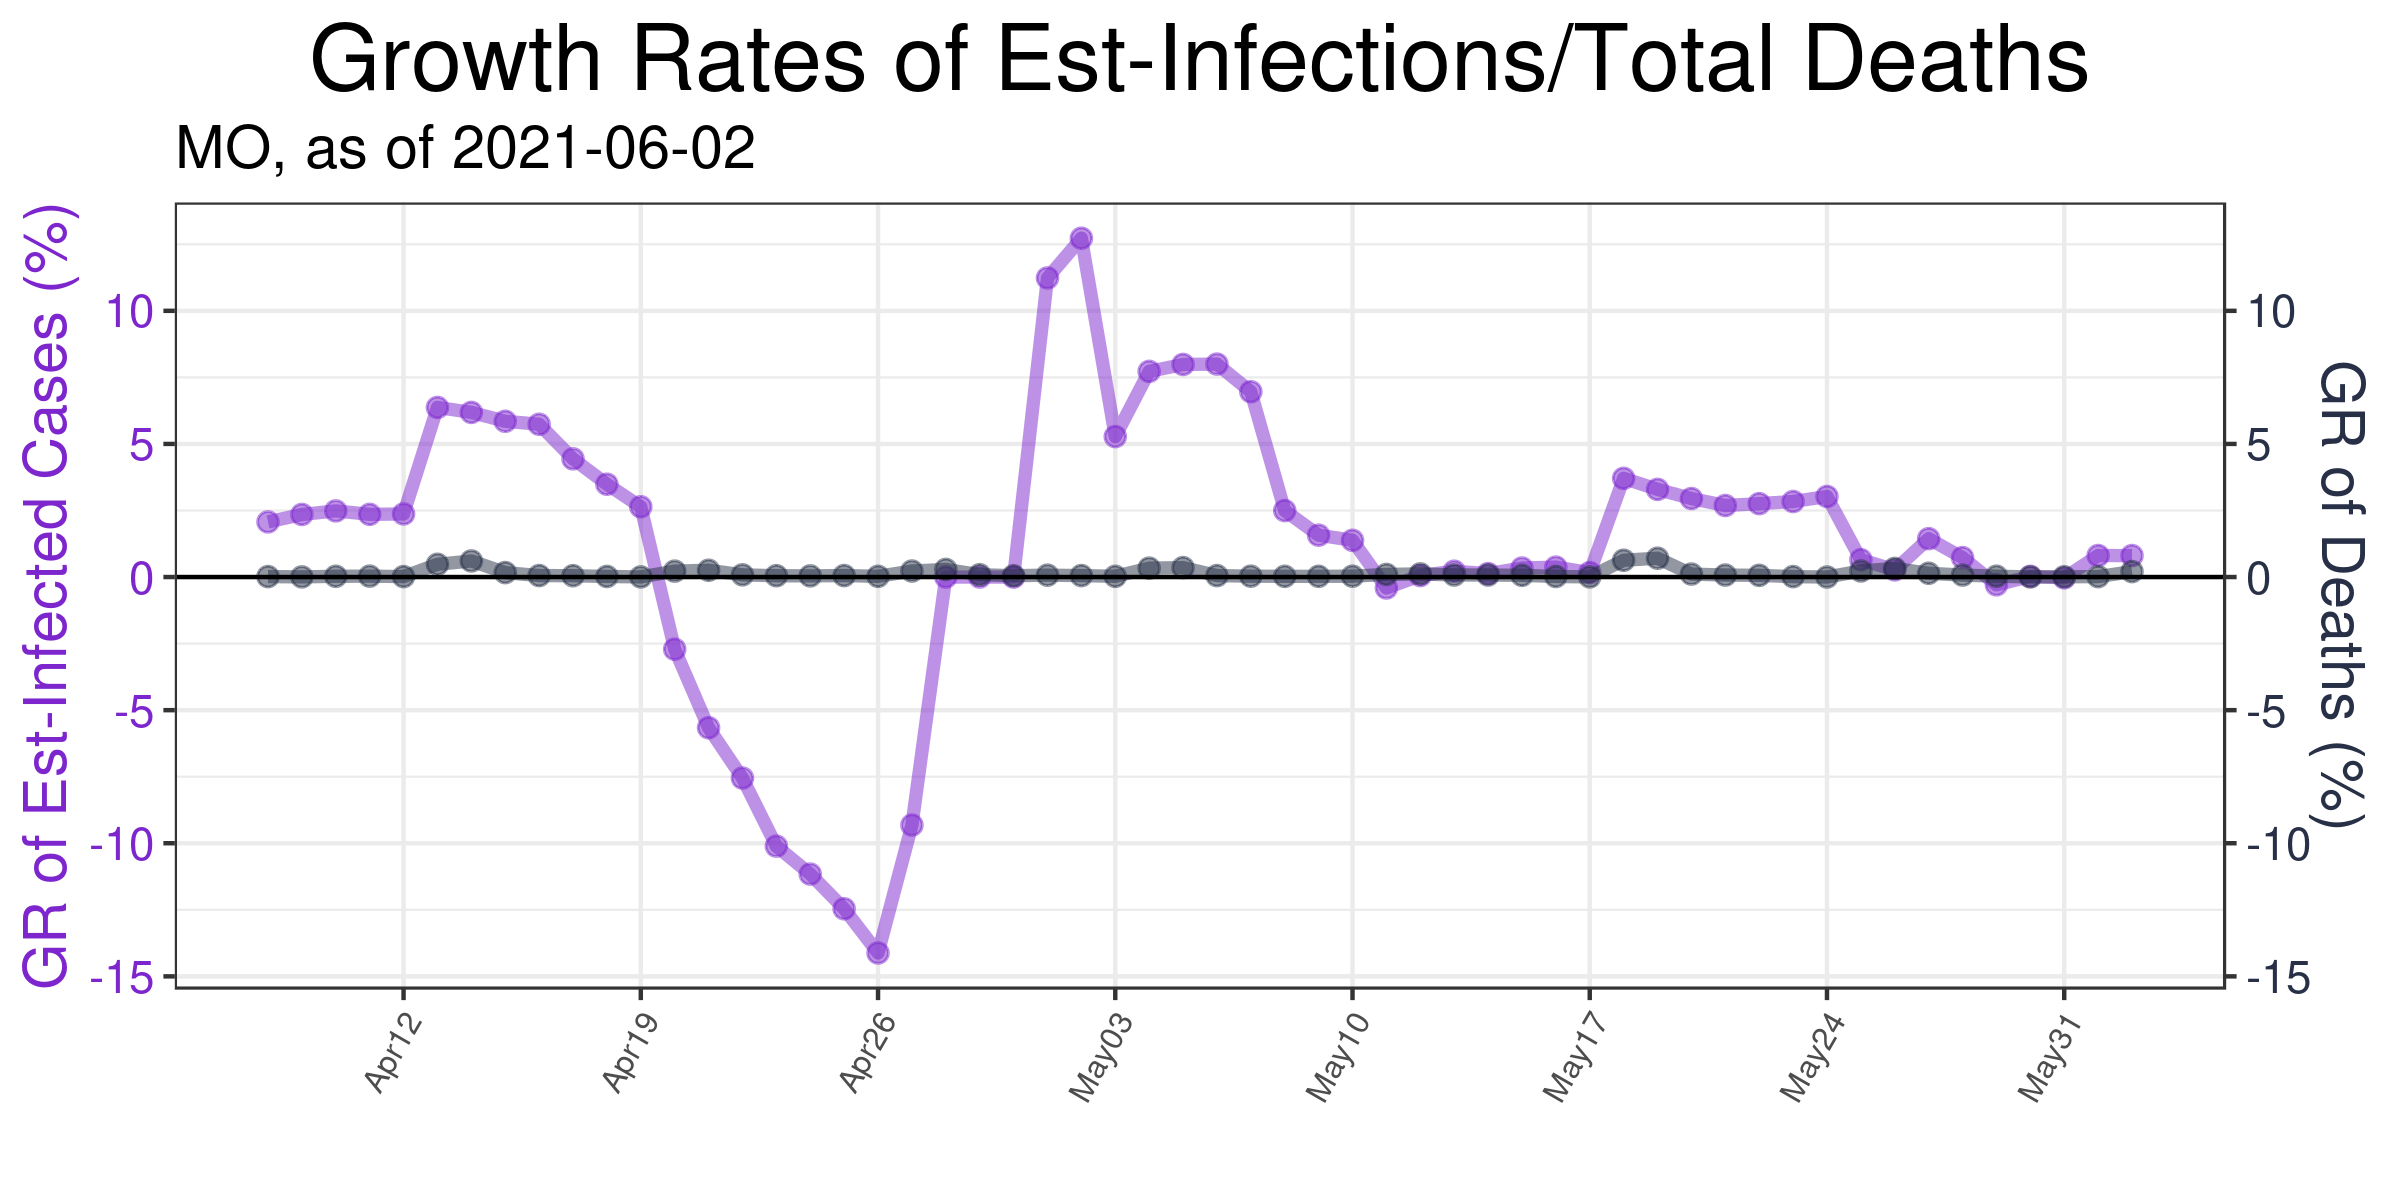 Growth Rates of Est-Infections/Total Deaths
MO, as of 2021-06-02
GR of Est-Infected Cases (%)
10
5
0
-5
-10
-15
10
5
0
-5
-10
-15
GR of Deaths (%)
Apr12
Apr19
Apr26
May03
May10
May17
May24
May31